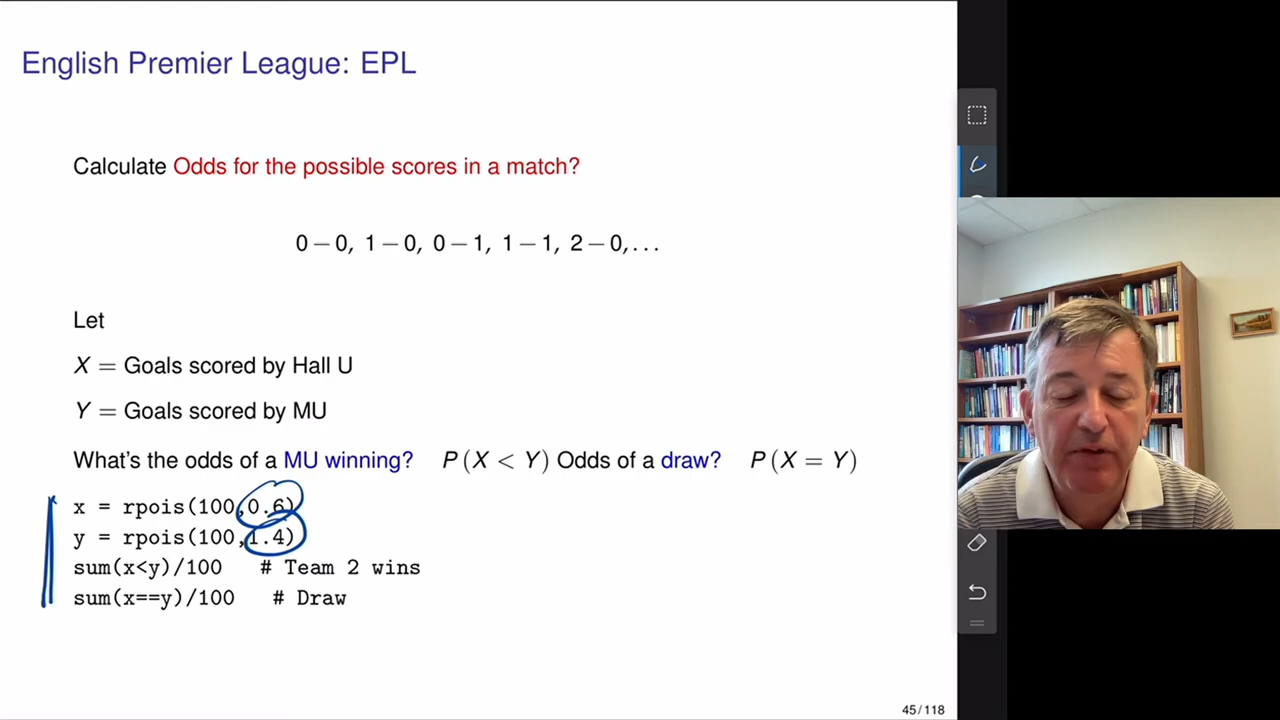 English Premier League: EPL
Calculate Odds for the possible scores in a match?
0 − 0, 1 − 0, 0 − 1, 1 − 1, 2 − 0, . . .
Let
X = Goals scored by Hall U
Y = Goals scored by MU
What's the odds of a MU winning? P(X < Y) Odds of a draw? P(X = Y)
x = rpois(100,0.6)
y = rpois(100,1.4)
sum(x<y)/100 # Team 2 wins
sum(x==y)/100 # Draw
45/118